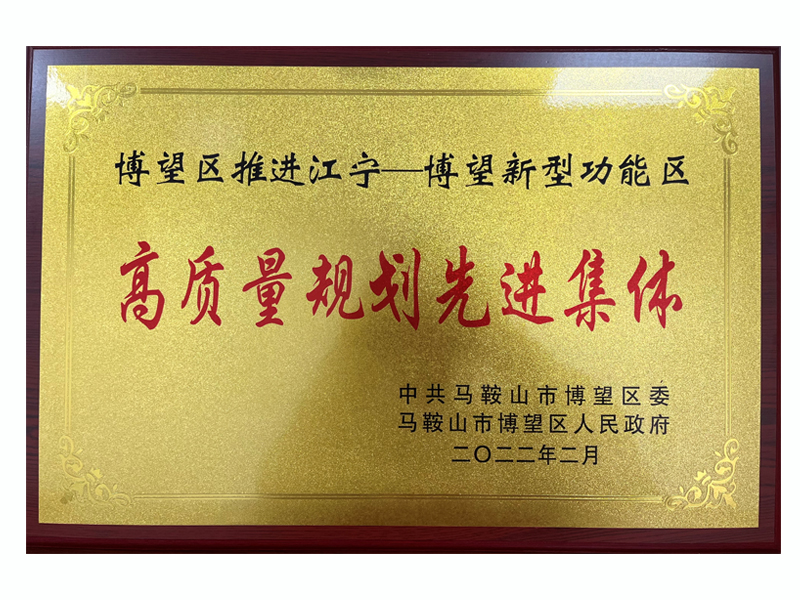 博望区推进江宁—博望新型功能区
高质量规划先进集体
中共马鞍山市博望区委
马鞍山市博望区人民政府
二〇二二年二月